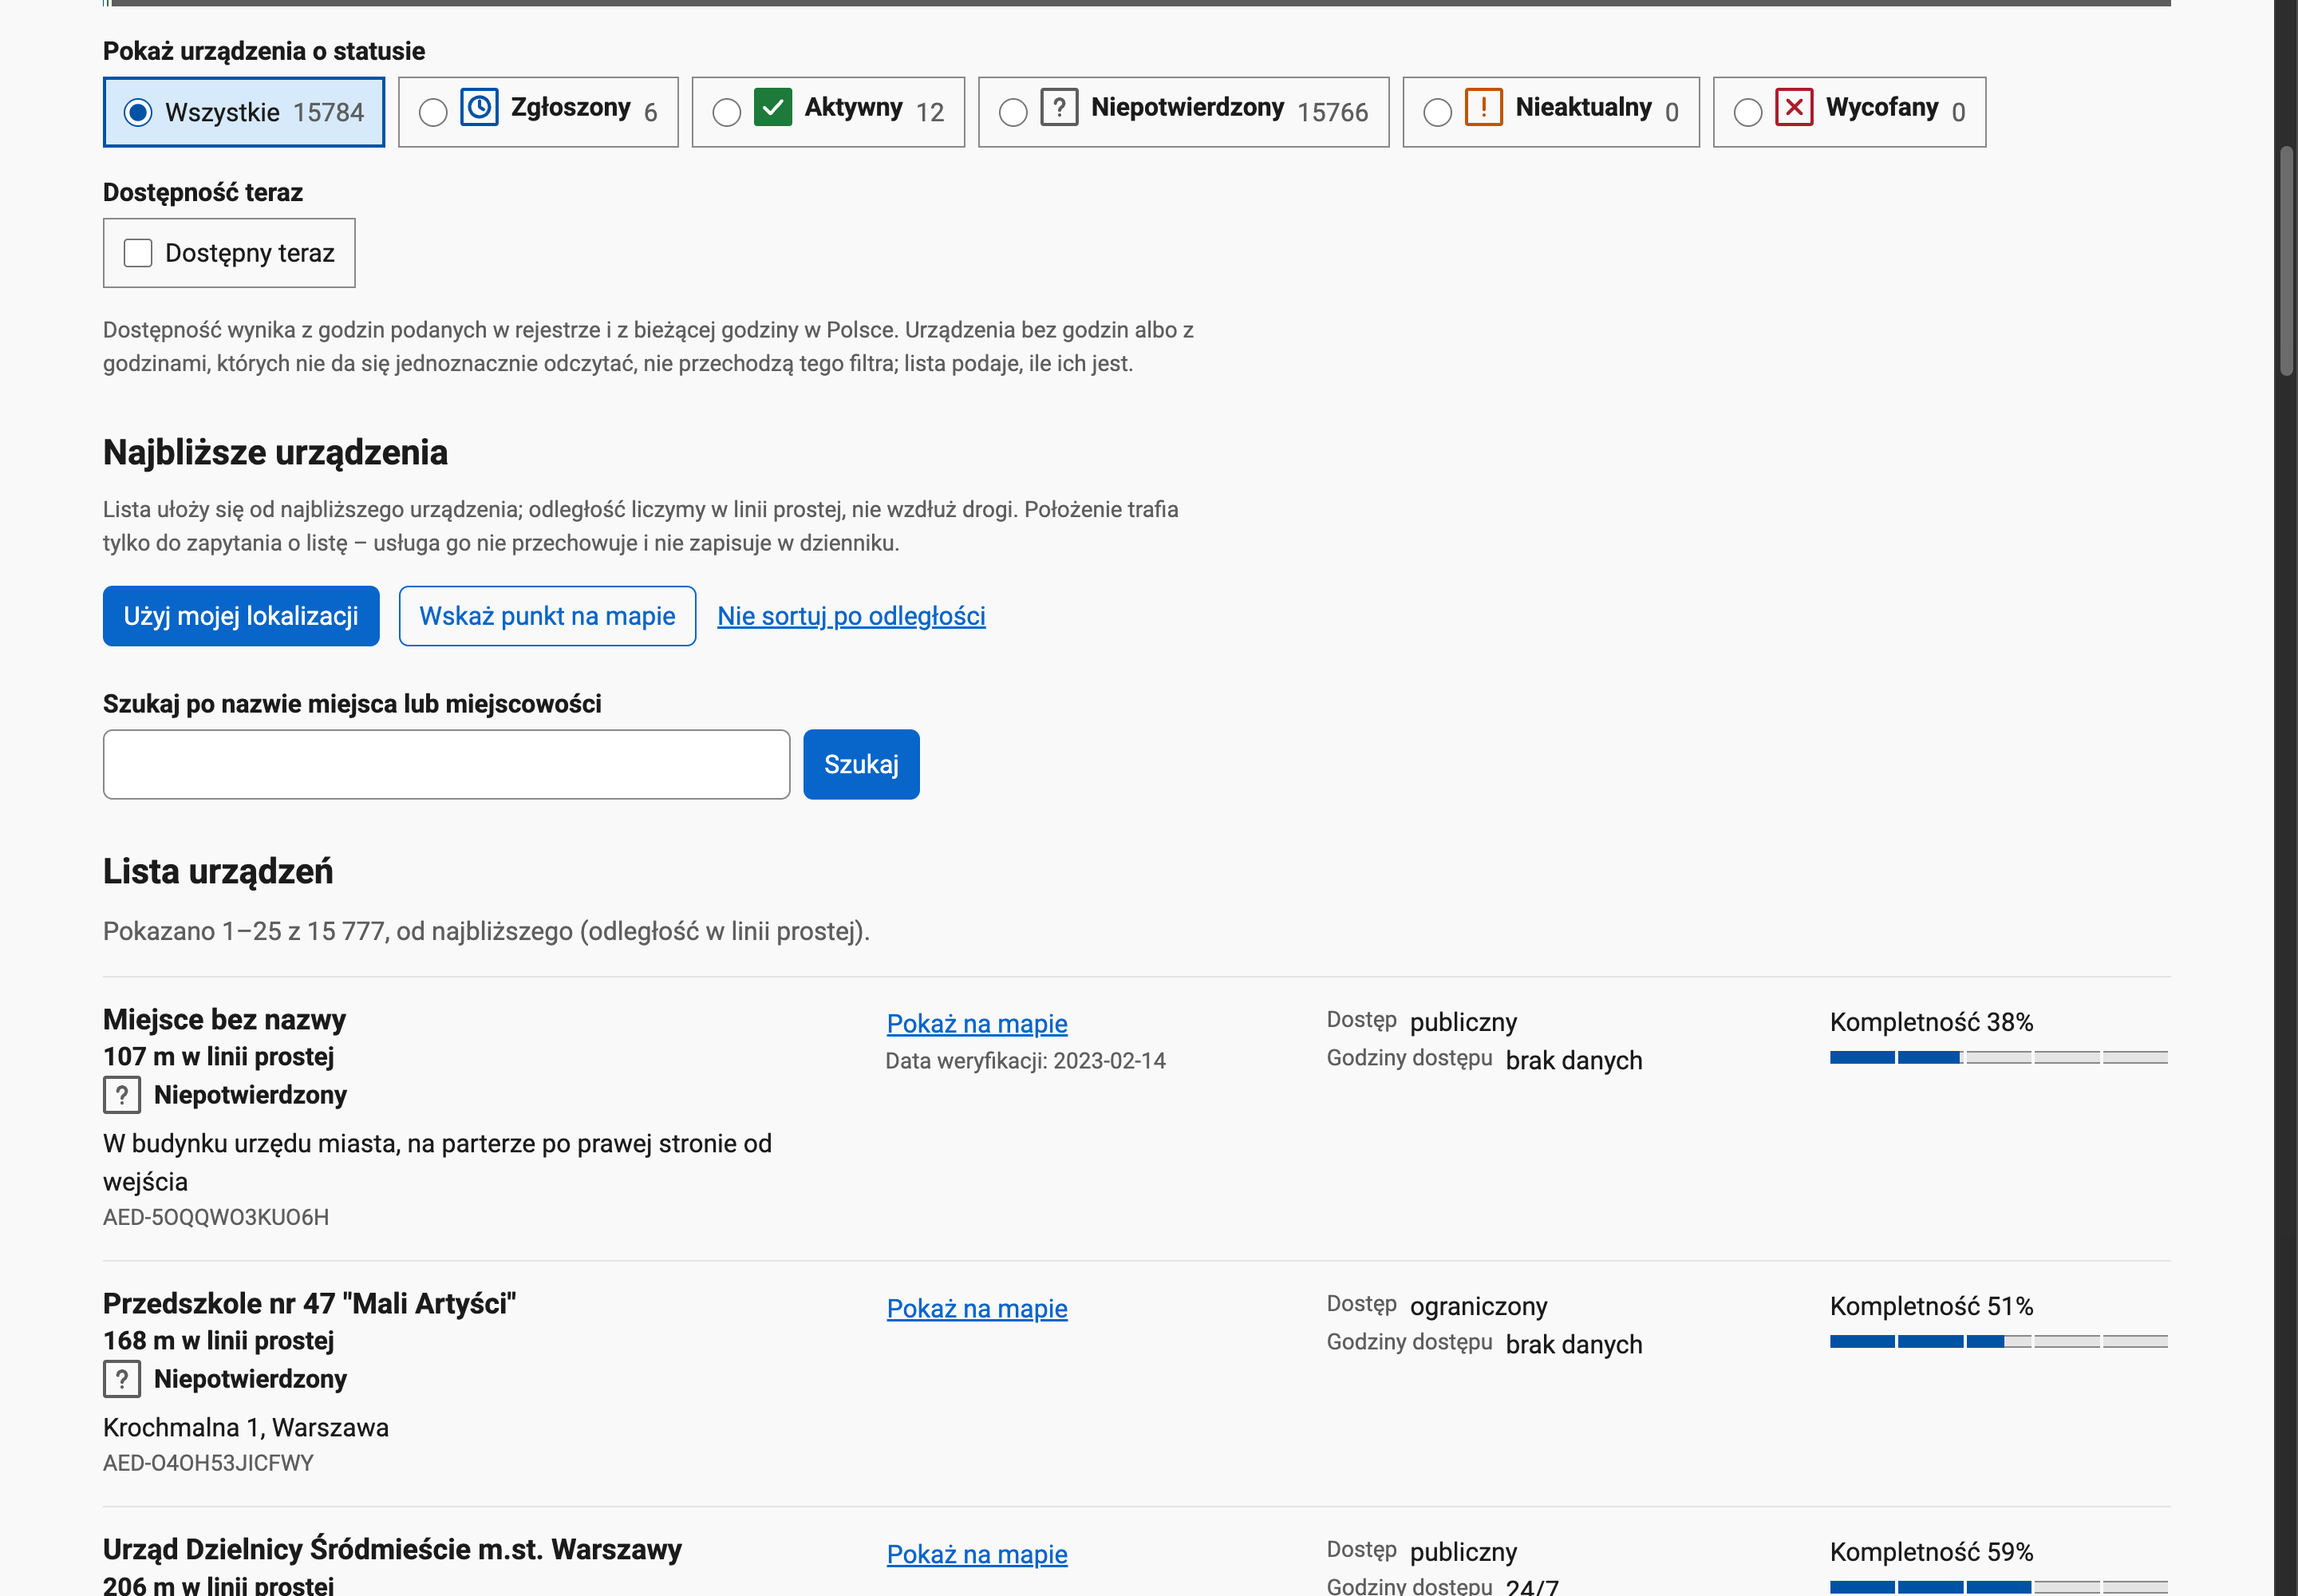 Pokaż urządzenia o statusie
Wszystkie 15784
Zgłoszony 6
Aktywny 12
? Niepotwierdzony 15766
! Nieaktualny 0
Wycofany 0
Dostępność teraz
Dostępny teraz
Dostępność wynika z godzin podanych w rejestrze i z bieżącej godziny w Polsce. Urządzenia bez godzin albo z
godzinami, których nie da się jednoznacznie odczytać, nie przechodzą tego filtra; lista podaje, ile ich jest.
Najbliższe urządzenia
Lista ułoży się od najbliższego urządzenia; odległość liczymy w linii prostej, nie wzdłuż drogi. Położenie trafia
tylko do zapytania o listę – usługa go nie przechowuje i nie zapisuje w dzienniku.
Użyj mojej lokalizacji
Wskaż punkt na mapie
Nie sortuj po odległości
Szukaj po nazwie miejsca lub miejscowości
Szukaj
Lista urządzeń
Pokazano 1–25 z 15 777, od najbliższego (odległość w linii prostej).
Miejsce bez nazwy
107 m w linii prostej
? Niepotwierdzony
W budynku urzędu miasta, na parterze po prawej stronie od
wejścia
AED-5OQQWO3KUO6H
Pokaż na mapie
Data weryfikacji: 2023-02-14
Dostęp publiczny
Godziny dostępu brak danych
Kompletność 38%
Przedszkole nr 47 "Mali Artyści"
168 m w linii prostej
? Niepotwierdzony
Krochmalna 1, Warszawa
AED-O4OH53JICFWY
Pokaż na mapie
Dostęp ograniczony
Godziny dostępu brak danych
Kompletność 51%
Urząd Dzielnicy Śródmieście m.st. Warszawy
206 m w linii prostej
Pokaż na mapie
Dostęp publiczny
Godziny dostępu 24/7
Kompletność 59%